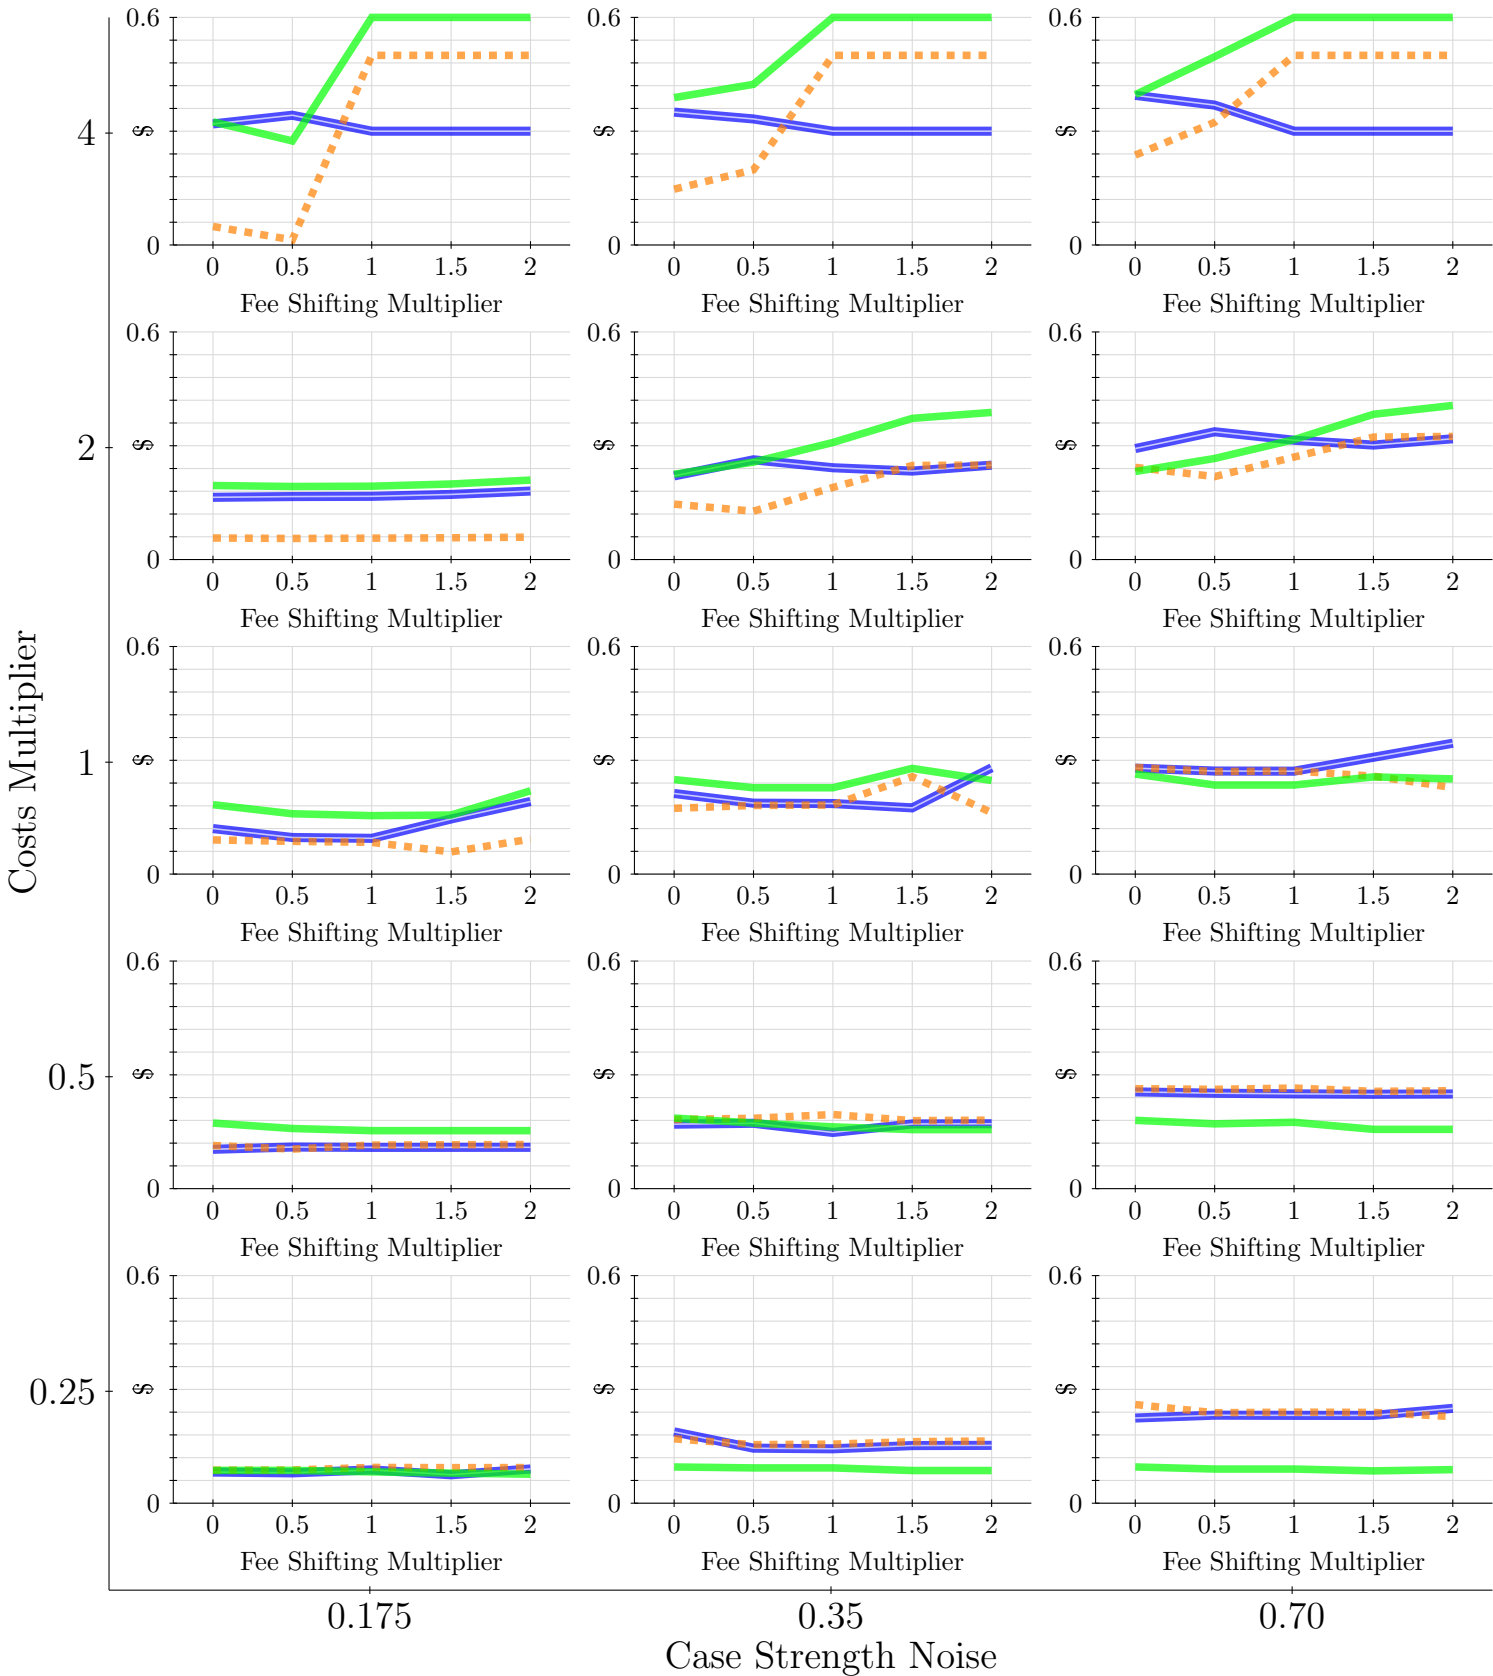 0.6 0.6 0.6
4 $ $ $
0 0 0
0 0.5 1 1.5 2 0 0.5 1 1.5 2 0 0.5 1 1.5 2
Fee Shifting Multiplier Fee Shifting Multiplier Fee Shifting Multiplier
0.6 0.6 0.6
2 $ $ $
0 0 0
0 0.5 1 1.5 2 0 0.5 1 1.5 2 0 0.5 1 1.5 2
Fee Shifting Multiplier Fee Shifting Multiplier Fee Shifting Multiplier
Costs Multiplier
0.6 0.6 0.6
1 $ $ $
0 0 0
0 0.5 1 1.5 2 0 0.5 1 1.5 2 0 0.5 1 1.5 2
Fee Shifting Multiplier Fee Shifting Multiplier Fee Shifting Multiplier
0.6 0.6 0.6
0.5 $ $ $
0 0 0
0 0.5 1 1.5 2 0 0.5 1 1.5 2 0 0.5 1 1.5 2
Fee Shifting Multiplier Fee Shifting Multiplier Fee Shifting Multiplier
0.6 0.6 0.6
0.25 $ $ $
0 0 0
0 0.5 1 1.5 2 0 0.5 1 1.5 2 0 0.5 1 1.5 2
Fee Shifting Multiplier Fee Shifting Multiplier Fee Shifting Multiplier
0.175 0.35 0.70
Case Strength Noise